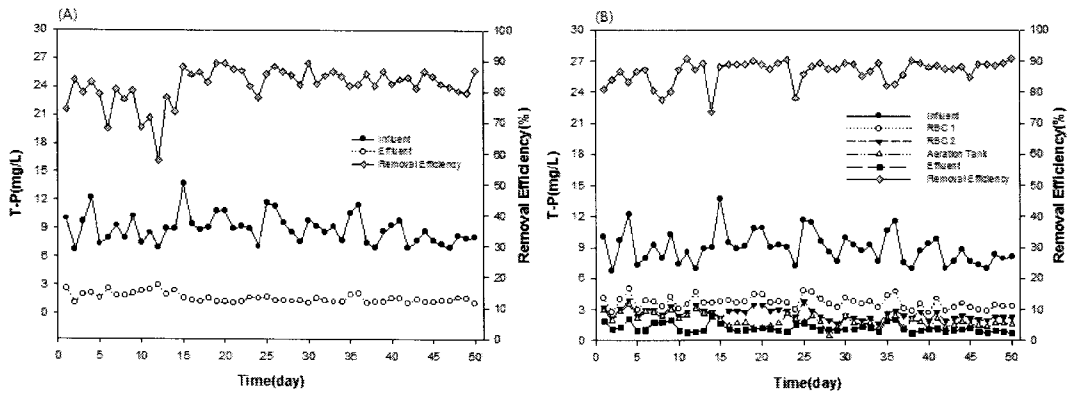 (A)
30
27
24
21
18
15
12
9
6
3
0
T-P(mg/L)
100
90
80
70
60
50
40
30
20
10
0
Removal Efficiency(%)
Influent
Effluent
Removal Efficiency
0 5 10 15 20 25 30 35 40 45 50
Time(day)
(B)
30
27
24
21
18
15
12
9
6
3
0
T-P(mg/L)
100
90
80
70
60
50
40
30
20
10
0
Removal Efficiency(%)
Influent
RBC 1
RBC 2
Aeration Tank
Effluent
Removal Efficiency
0 5 10 15 20 25 30 35 40 45 50
Time(day)